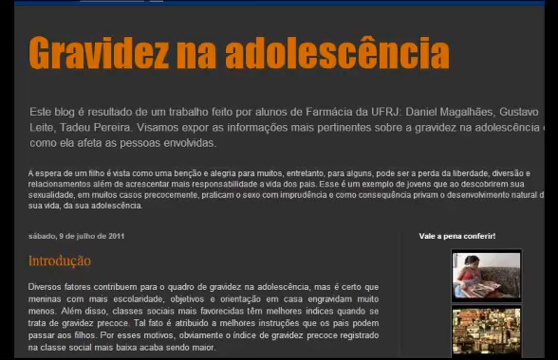 Gravidez na adolescência
Este blog é resultado de um trabalho feito por alunos de Farmácia da UFRJ: Daniel Magalhães, Gustavo
Leite, Tadeu Pereira. Visamos expor as informações mais pertinentes sobre a gravidez na adolescência e
como ela afeta as pessoas envolvidas.
A espera de um filho é vista como uma benção e alegria para muitos, entretanto, para alguns, pode ser a perda da liberdade, diversão e
relacionamentos além de acrescentar mais responsabilidade a vida dos pais. Esse é um exemplo de jovens que ao descobrirem sua
sexualidade, em muitos casos precocemente, praticam o sexo com imprudência e como consequência privam o desenvolvimento natural d
sua vida, da sua adolescência.
sábado, 9 de julho de 2011
Introdução
Diversos fatores contribuem para o quadro de gravidez na adolescência, mas é certo que
meninas com mais escolaridade, objetivos e orientação em casa engravidam muito
menos. Além disso, classes sociais mais favorecidas têm melhores indices quando se
trata de gravidez precoce. Tal fato é atribuido a melhores instruções que os pais podem
passar aos filhos. Por esses motivos, obviamente o índice de gravidez precoce registrado
na classe social mais baixa acaba sendo maior.
Vale a pena conferir!